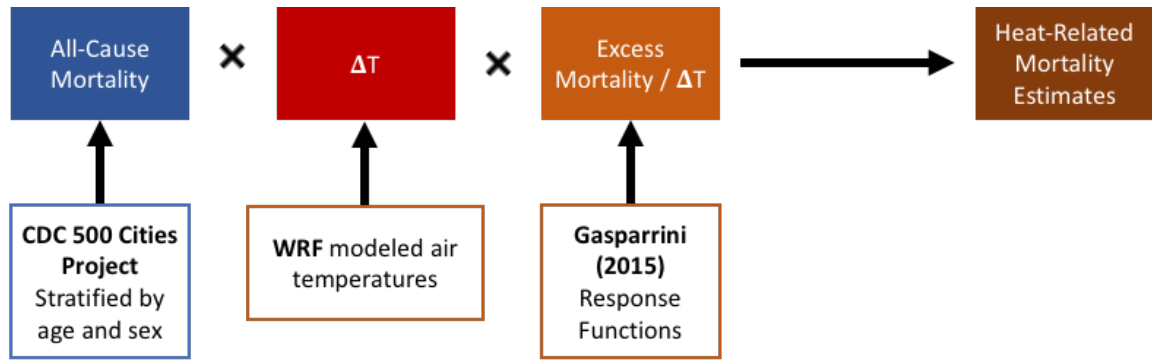 All-Cause
Mortality
×
ΔT
×
Excess
Mortality / ΔT
Heat-Related
Mortality
Estimates
CDC 500 Cities
Project
Stratified by
age and sex
WRF modeled air
temperatures
Gasparrini
(2015)
Response
Functions